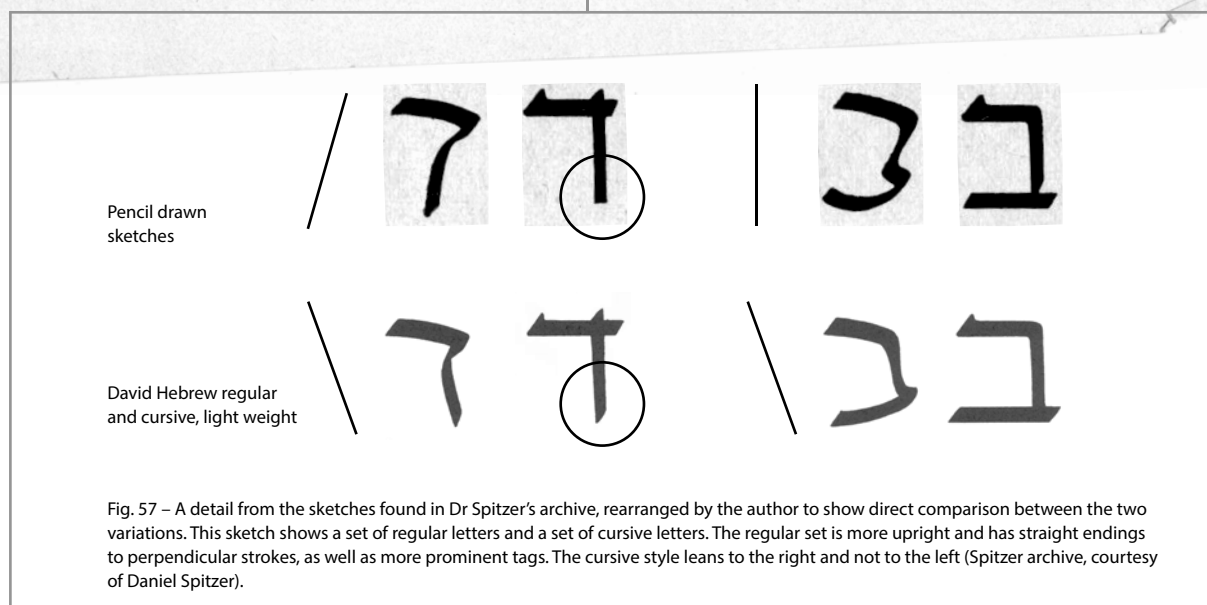 ב ב ד ד
Pencil drawn
sketches
ב ב ד ד
David Hebrew regular
and cursive, light weight
Fig. 57 – A detail from the sketches found in Dr Spitzer's archive, rearranged by the author to show direct comparison between the two
variations. This sketch shows a set of regular letters and a set of cursive letters. The regular set is more upright and has straight endings
to perpendicular strokes, as well as more prominent tags. The cursive style leans to the right and not to the left (Spitzer archive, courtesy
of Daniel Spitzer).